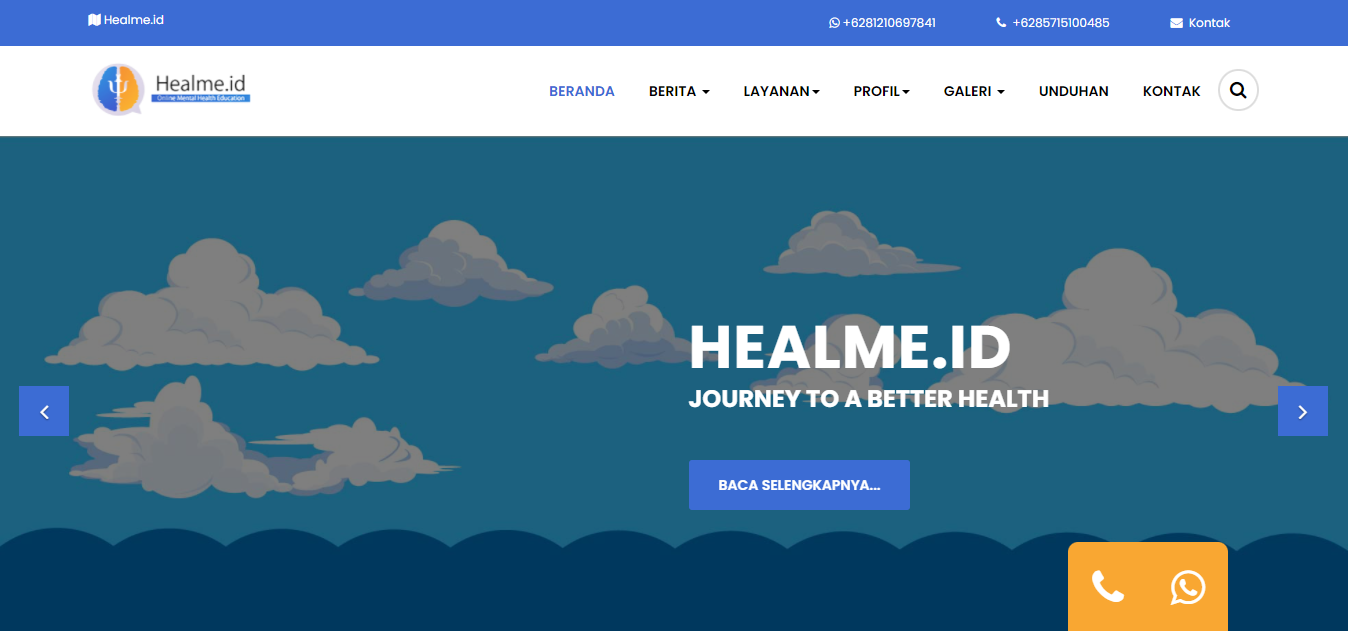 Healme.id
+6281210697841
+6285715100485
Kontak
Healme.id
Online Mental Health Education
BERANDA
BERITA
LAYANAN
PROFIL
GALERI
UNDUHAN
KONTAK
HEALME.ID
JOURNEY TO A BETTER HEALTH
BACA SELENGKAPNYA...